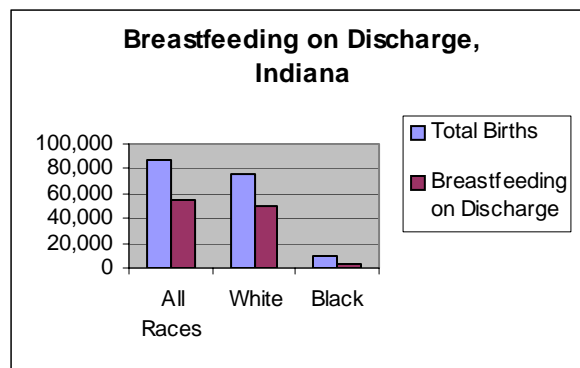 Breastfeeding on Discharge,
Indiana
100,000
80,000
60,000
40,000
20,000
0
All
Races
White
Black
Total Births
Breastfeeding
on Discharge